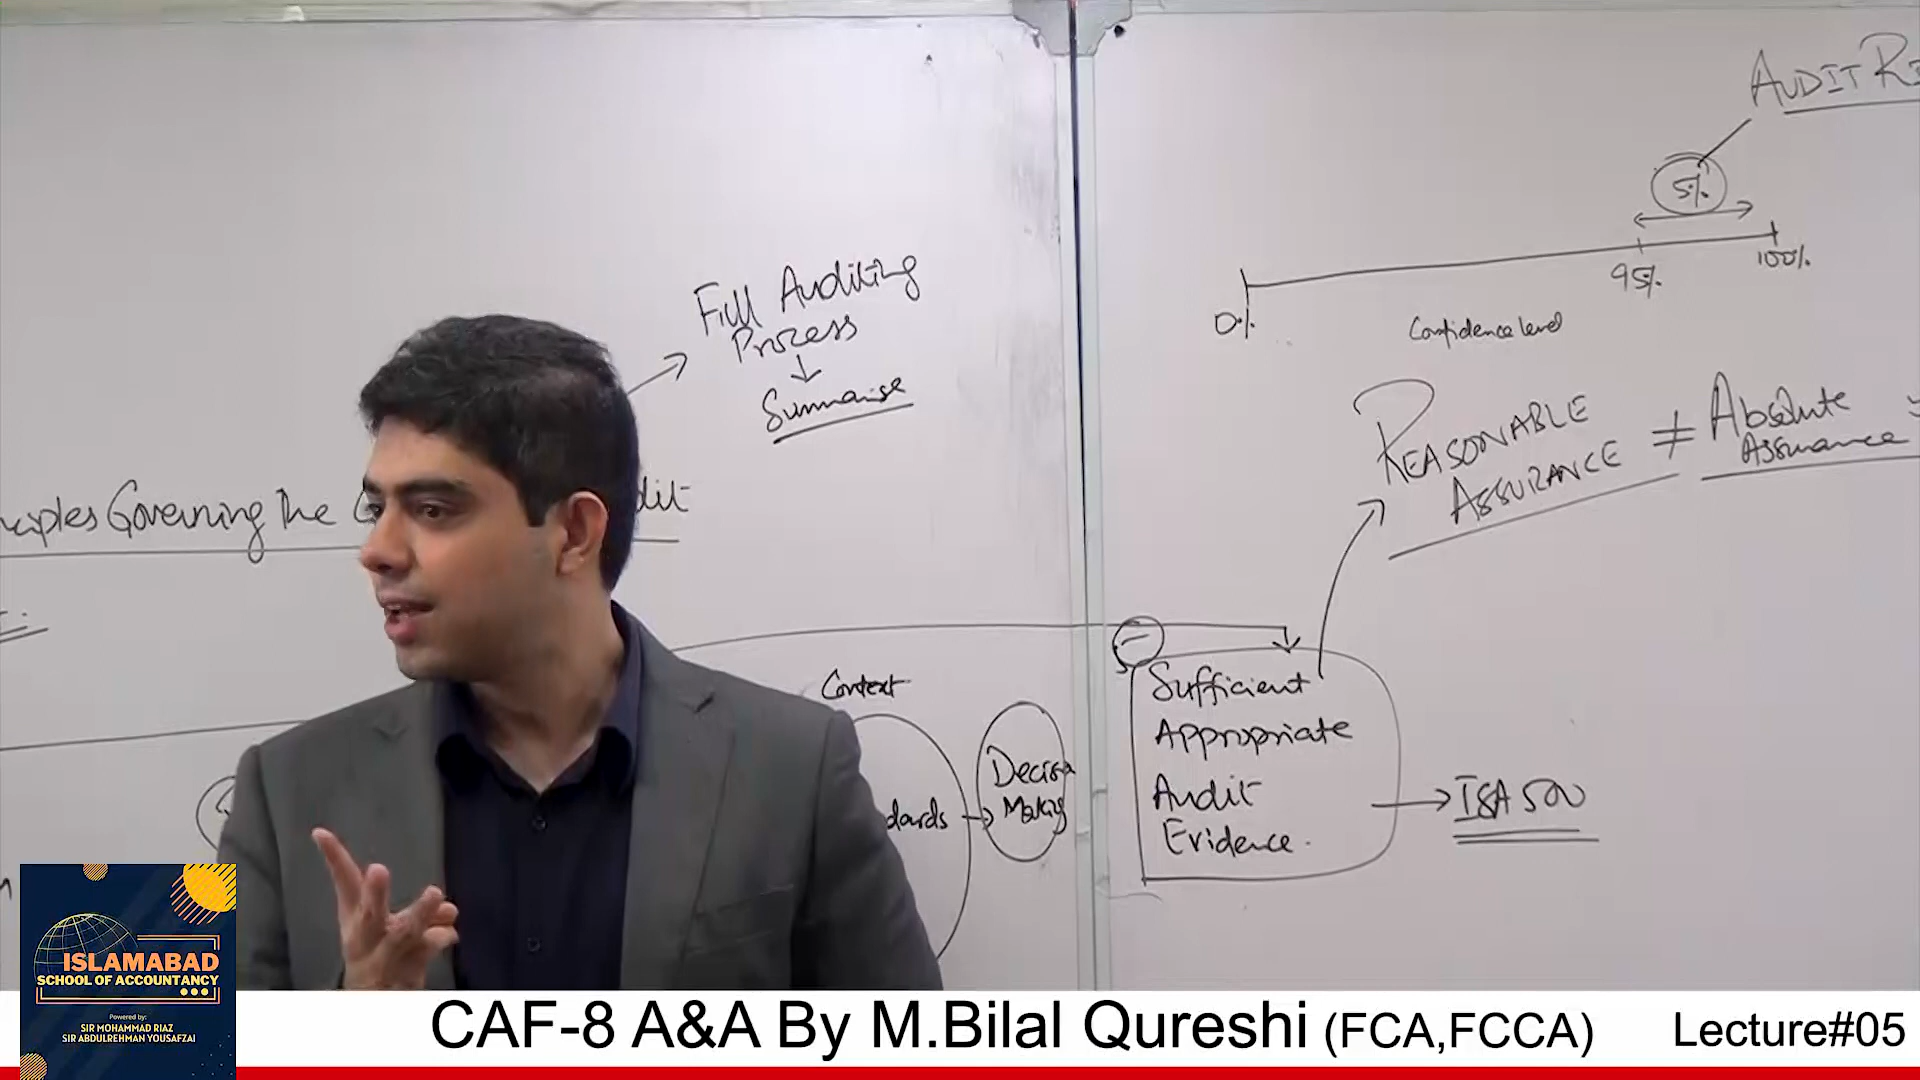 AUDIT RI
5%
0%
95%
100%
Confidence level
Full Auditing
Process
Summarise
REASONABLE
ASSURANCE
≠
Absolute
Assurance
nciples Governing The
dit
Context
dards
Decision
Making
Sufficient
Appropriate
Audit
Evidence.
ISA 500
ISLAMABAD
SCHOOL OF ACCOUNTANCY
Powered by:
SIR MOHAMMAD RIAZ
SIR ABDULREHMAN YOUSAFZAI
CAF-8 A&A By M.Bilal Qureshi (FCA,FCCA)
Lecture#05